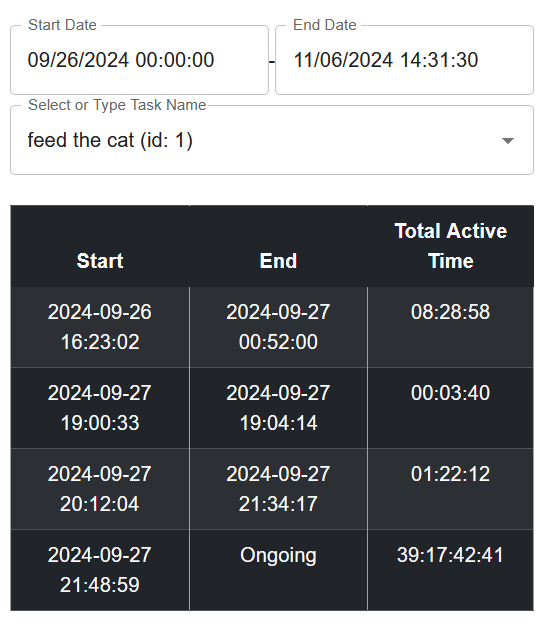 Start Date
End Date
09/26/2024 00:00:00 - 11/06/2024 14:31:30
Select or Type Task Name
feed the cat (id: 1)
Total Active
Start End Time
2024-09-26 2024-09-27 08:28:58
16:23:02 00:52:00
2024-09-27 2024-09-27 00:03:40
19:00:33 19:04:14
2024-09-27 2024-09-27 01:22:12
20:12:04 21:34:17
2024-09-27 Ongoing 39:17:42:41
21:48:59